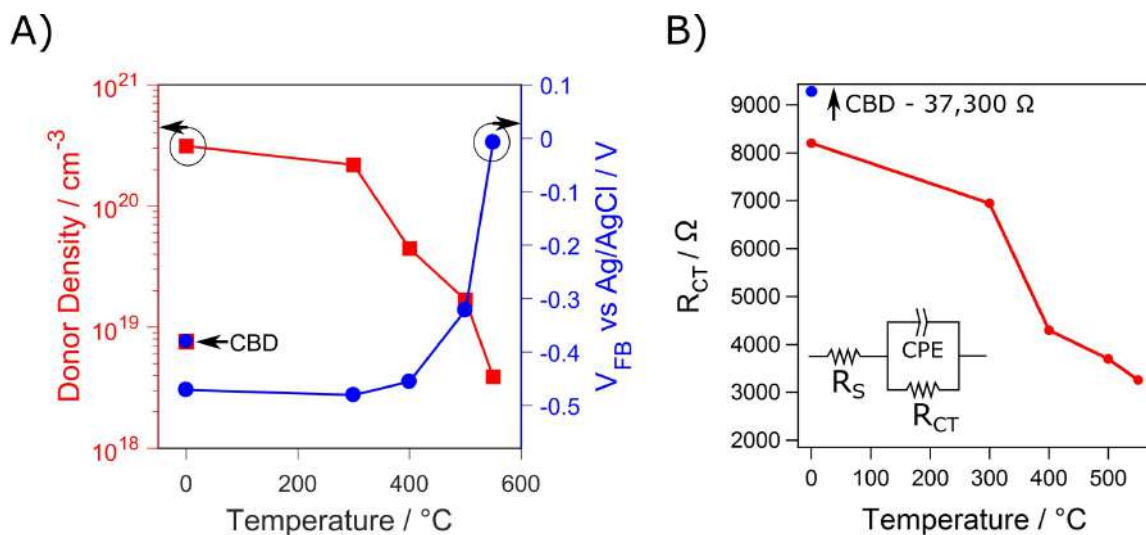 A)
10^21
10^20
10^19
10^18
Donor Density / cm^-3
CBD
0.1
0
-0.1
-0.2
-0.3
-0.4
-0.5
V_FB vs Ag/AgCl / V
0
200
400
600
Temperature / °C
B)
CBD - 37,300 Ω
9000
8000
7000
6000
5000
4000
3000
2000
R_CT / Ω
R_S
CPE
R_CT
0
100
200
300
400
500
Temperature / °C